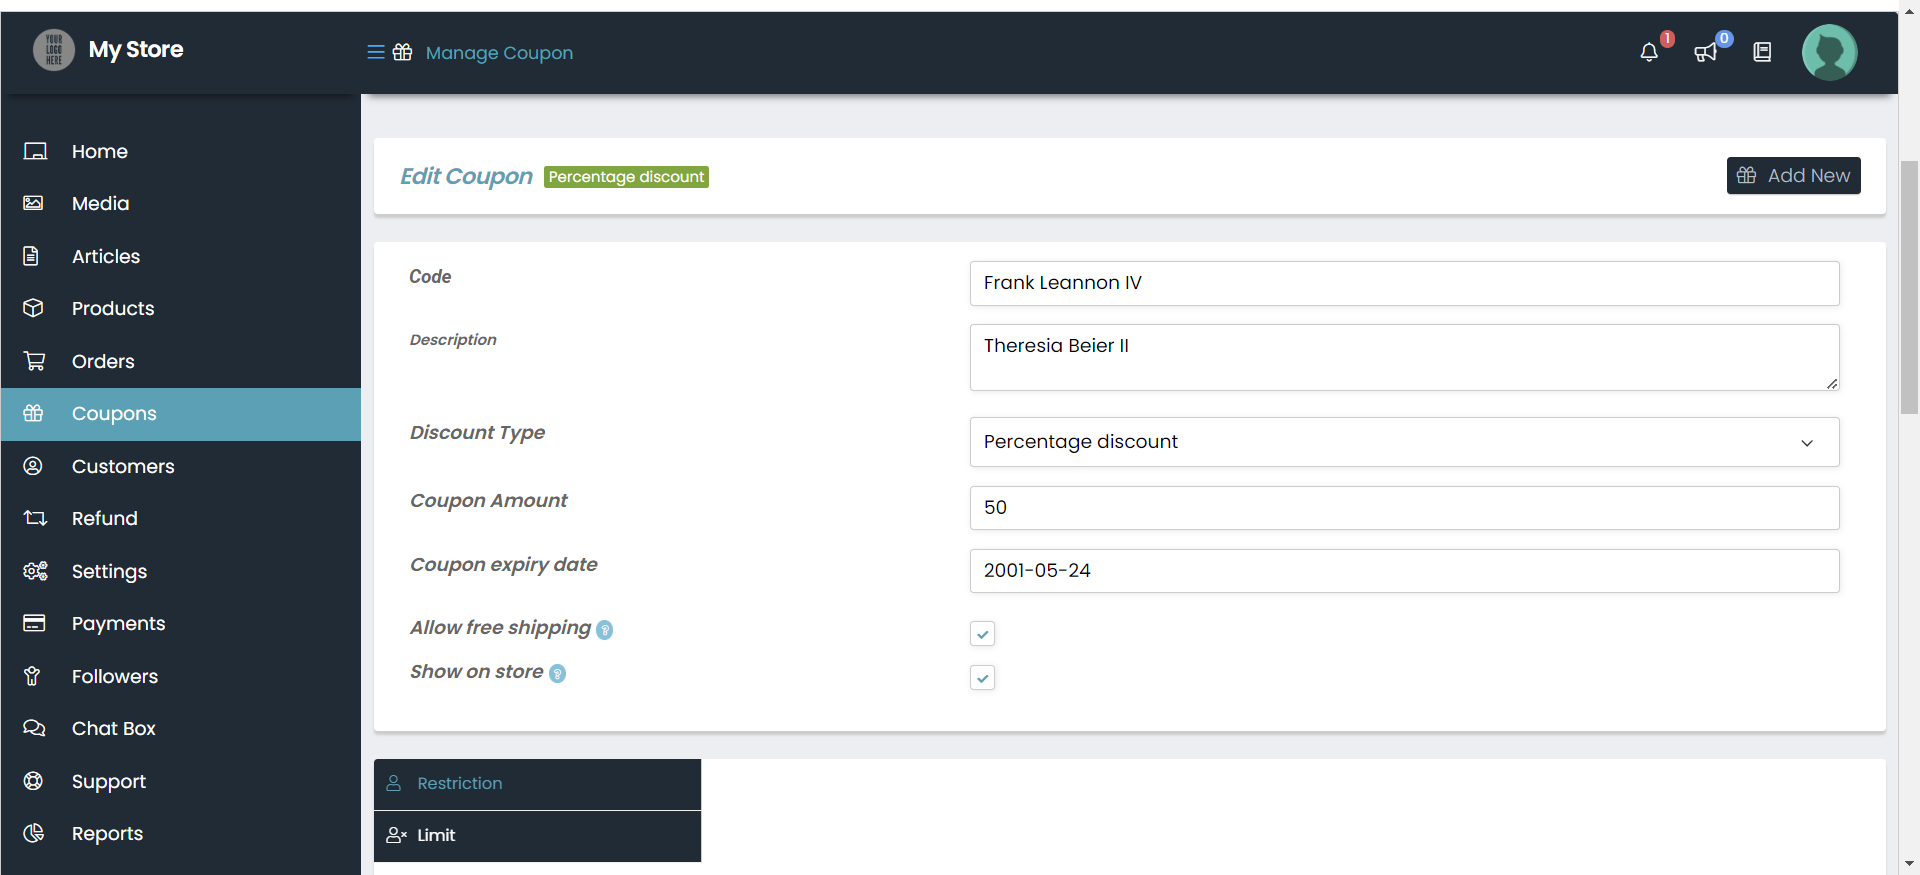 YOUR
LOGO
HERE
My Store
Manage Coupon
1
0
Home
Media
Articles
Products
Orders
Coupons
Customers
Refund
Settings
Payments
Followers
Chat Box
Support
Reports
Edit Coupon Percentage discount
Add New
Code
Frank Leannon IV
Description
Theresia Beier II
Discount Type
Percentage discount
Coupon Amount
50
Coupon expiry date
2001-05-24
Allow free shipping ?
Show on store ?
Restriction
Limit